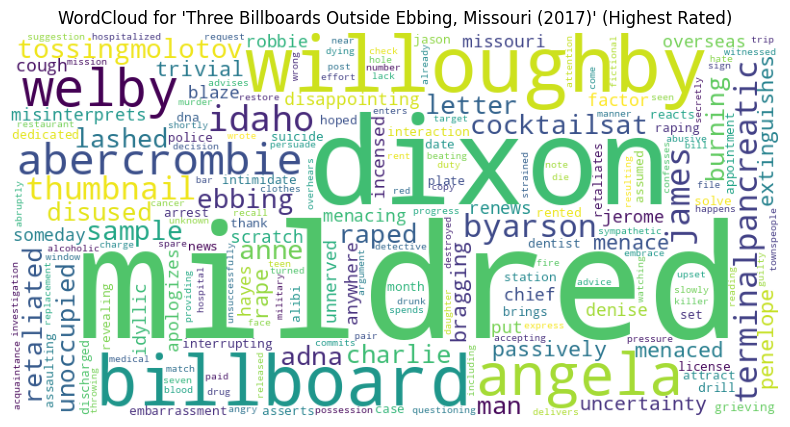 WordCloud for 'Three Billboards Outside Ebbing, Missouri (2017)' (Highest Rated)
suggestion hospitalized request near jason missouri overseas check hole number lack already attention come fictional seen hate sign trip witnessed
tossingmolotov willoughby robbie dying post effort wrong mission
cough trivial blaze disappointing letter factor reacts raping manner secretly
welby idaho misinterprets dna murder restore shortly hoped incensed interaction target cocktailsat burning extinguishes
dedicated lashed police suicide date plate duty retaliates abusive bill appointment
restaurant decision wrote intimidate beating persuade strained confesses
abercrombie dixon james terminalpancreatic
abruptly thumbnail bar clothes unknown overhears rent red copy note die resulting assumed file solve happens
disused ebbing arrest cancer recall menacing progress renews byarson rented jerome menace townspeople
someday sample scratch news thank spare charge alcoholic window replacement unnerved raped anywhere destroyed detective bragging dentist sympathetic embrace
investigation acquaintance retaliated unoccupied revealing idyllic apologizes providing anne rape hayes hospital unsuccessfully teen turned military alibi argument month fire advice station chief brings denise watching upset slowly killer guilty reading penelope
mildred
assaulting discharged throwing interrupting face daughter spends drunk put passively set menaced license attract drill pressure grieving
medical match seven blood paid drug released adna charlie commits pair express accepting including
billboard angela man uncertainty
embarrassment angry asserts possession case questioning delivers
advises